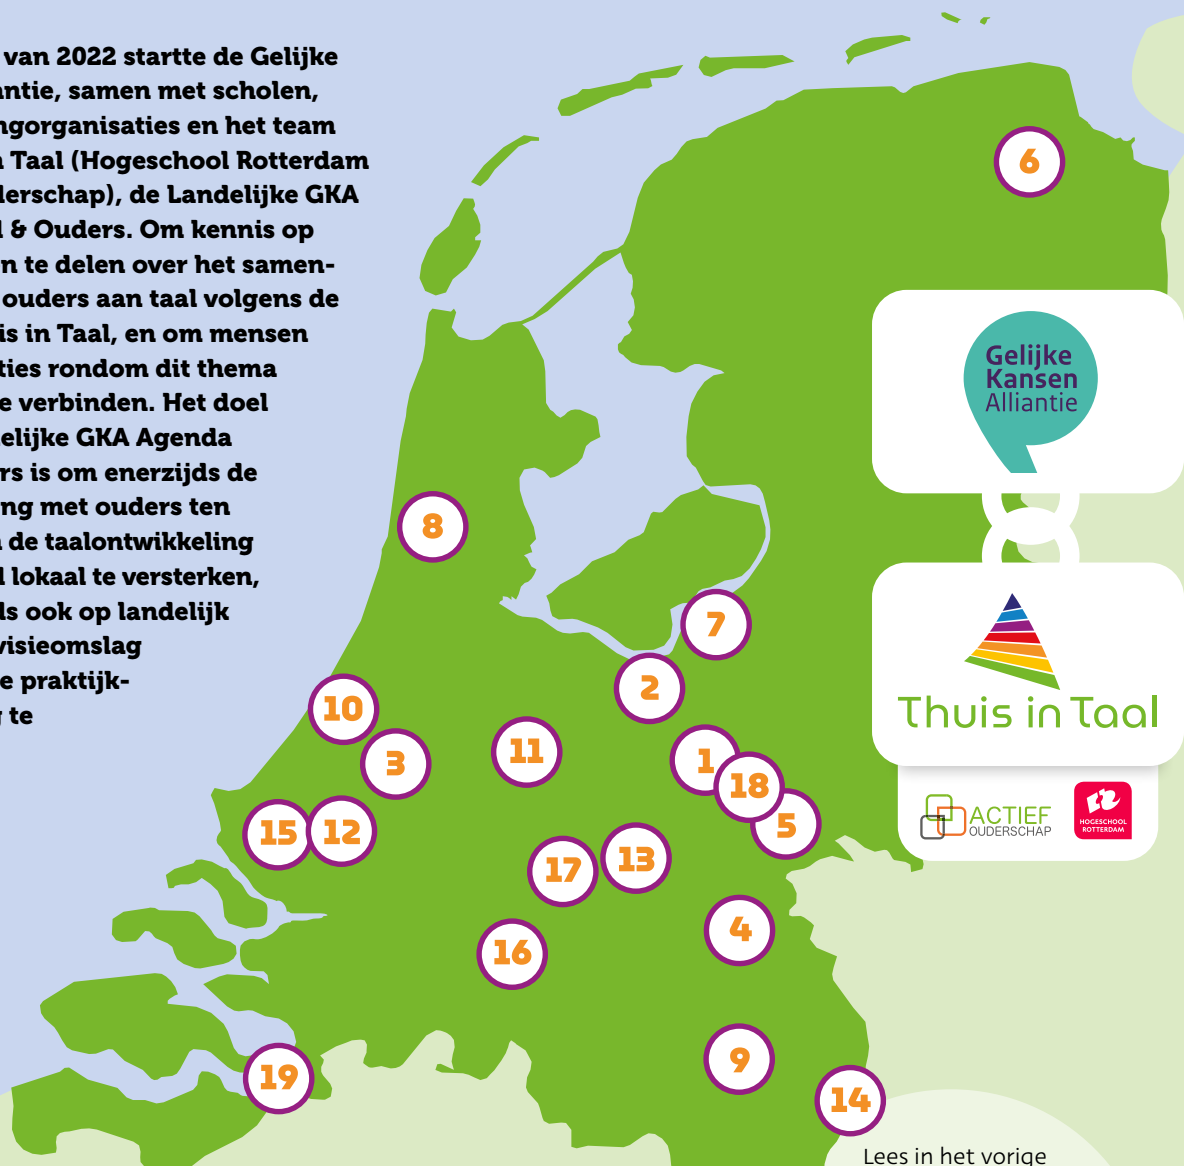 van 2022 startte de Gelijke
antie, samen met scholen,
ngorganisaties en het team
n Taal (Hogeschool Rotterdam
derschap), de Landelijke GKA
l & Ouders. Om kennis op
n te delen over het samen-
ouders aan taal volgens de
is in Taal, en om mensen
ties rondom dit thema
e verbinden. Het doel
elijke GKA Agenda
rs is om enerzijds de
ng met ouders ten
n de taalontwikkeling
l lokaal te versterken,
ds ook op landelijk
visieomslag
e praktijk-
g te
6
Gelijke
Kansen
Alliantie
8
7
2
Thuis in Taal
10
3
11
1
18
5
ACTIEF
OUDERSCHAP
HOGESCHOOL
ROTTERDAM
15
12
17
13
4
16
9
19
14
Lees in het vorige